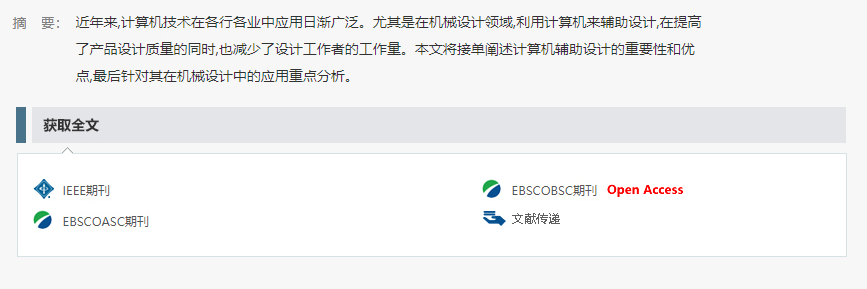 摘 要： 近年来,计算机技术在各行各业中应用日渐广泛。尤其是在机械设计领域,利用计算机来辅助设计,在提高
了产品设计质量的同时,也减少了设计工作者的工作量。本文将接单阐述计算机辅助设计的重要性和优
点,最后针对其在机械设计中的应用重点分析。
获取全文
IEEE期刊
EBSCOBSC期刊 Open Access
EBSCOASC期刊
文献传递